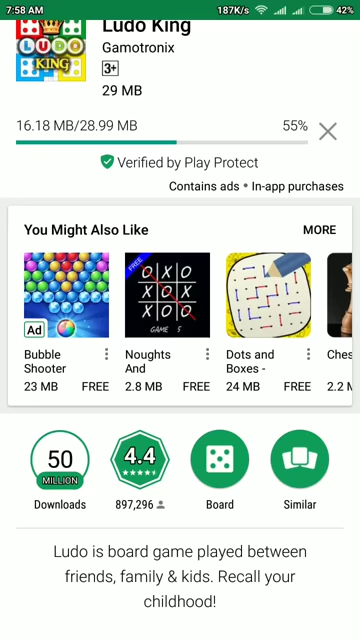 7:58 AM
187K/s
42%
LUDO
KING
Ludo King
Gamotronix
3+
29 MB
16.18 MB/28.99 MB
55%
Verified by Play Protect
Contains ads • In-app purchases
You Might Also Like
MORE
Ad
FREE
O X O
X O X
X O
GAME 5
Bubble
Shooter
23 MB FREE
Noughts
And
2.8 MB FREE
Dots and
Boxes -
24 MB FREE
Ches
2.2 M
50
MILLION
Downloads
4.4
897,296
Board
Similar
Ludo is board game played between
friends, family & kids. Recall your
childhood!